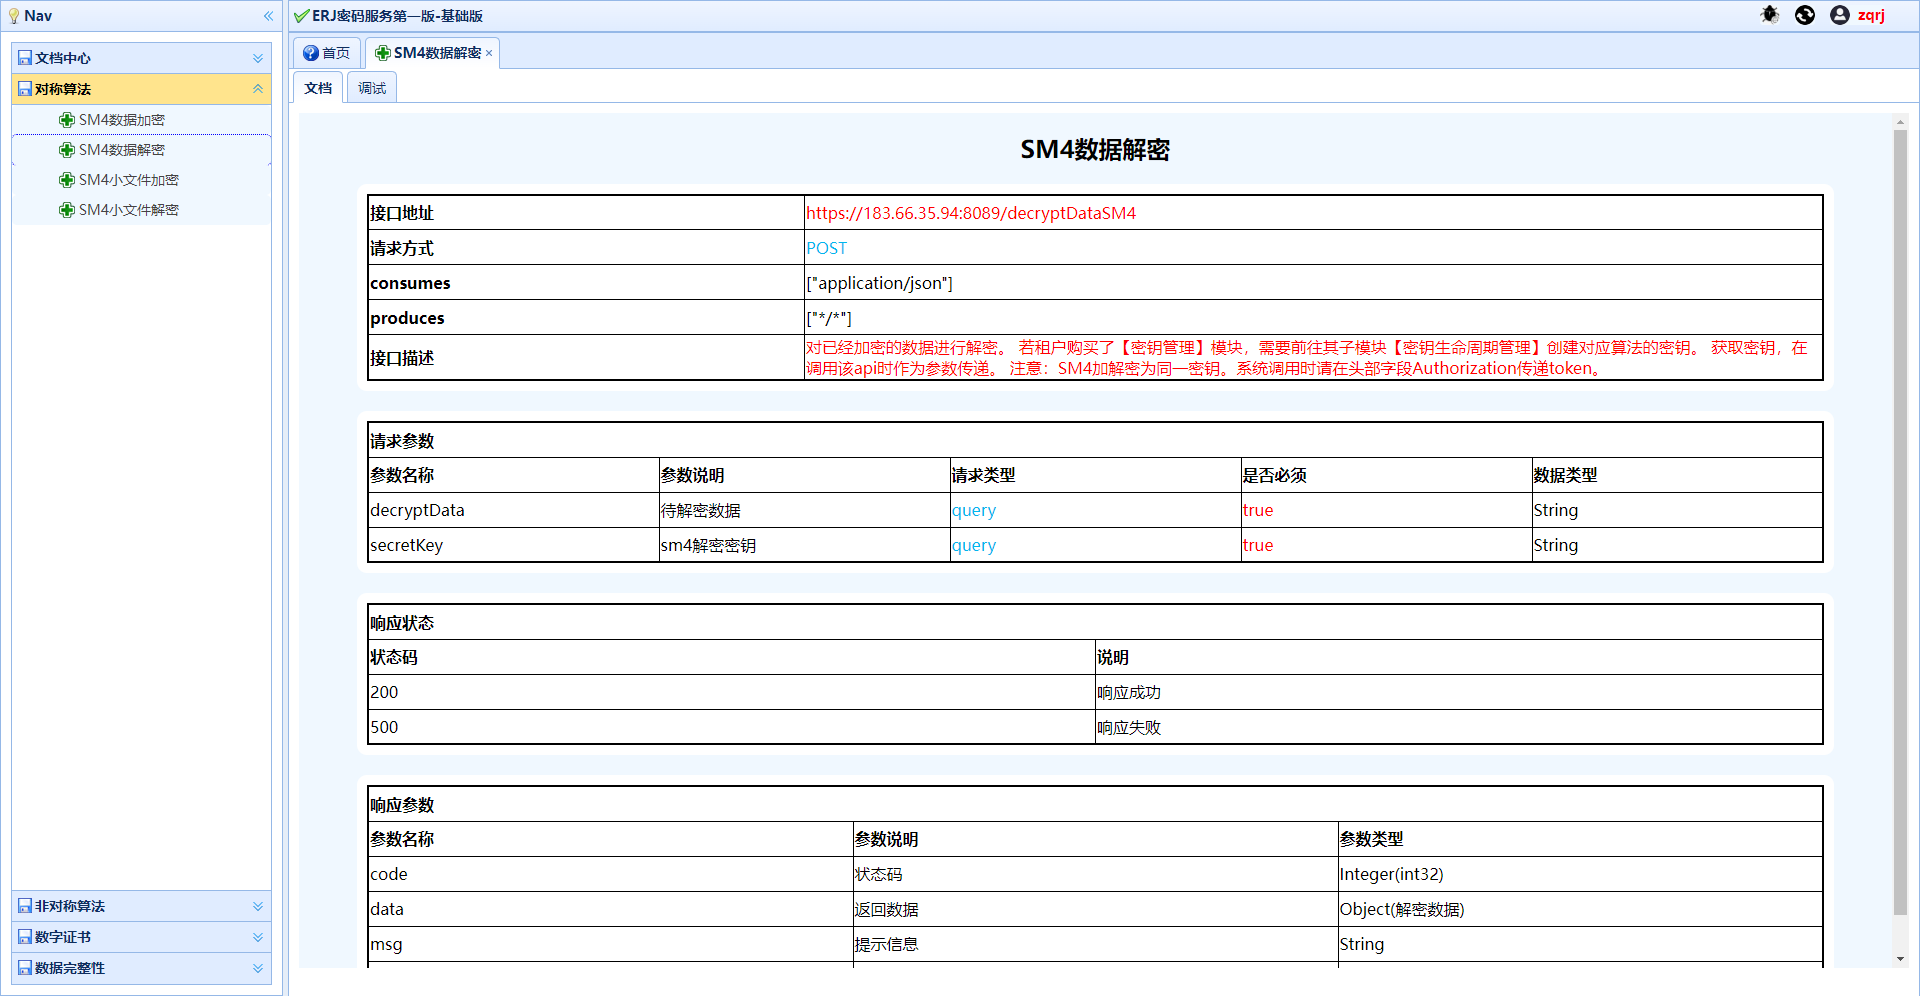 Nav
文档中心
对称算法
SM4数据加密
SM4数据解密
SM4小文件加密
SM4小文件解密
非对称算法
数字证书
数据完整性
ERJ密码服务第一版-基础版
zqrj
首页
SM4数据解密
文档 调试
SM4数据解密
接口地址 https://183.66.35.94:8089/decryptDataSM4
请求方式 POST
consumes ["application/json"]
produces ["*/*"]
接口描述 对已经加密的数据进行解密。 若租户购买了【密钥管理】模块，需要前往其子模块【密钥生命周期管理】创建对应算法的密钥。 获取密钥，在
调用该api时作为参数传递。 注意：SM4加解密为同一密钥。系统调用时请在头部字段Authorization传递token。
请求参数
参数名称 参数说明 请求类型 是否必须 数据类型
decryptData 待解密数据 query true String
secretKey sm4解密密钥 query true String
响应状态
状态码 说明
200 响应成功
500 响应失败
响应参数
参数名称 参数说明 参数类型
code 状态码 Integer(int32)
data 返回数据 Object(解密数据)
msg 提示信息 String